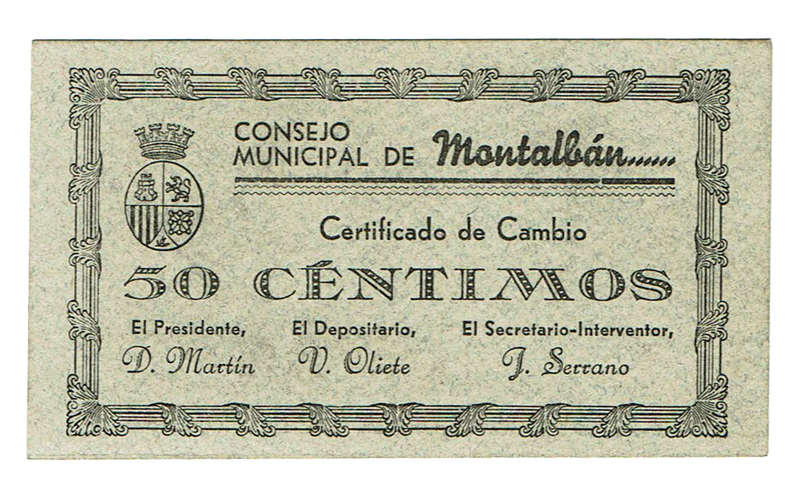 CONSEJO
MUNICIPAL DE Montalbán......
Certificado de Cambio
50 CÉNTIMOS
El Presidente, El Depositario, El Secretario-Interventor,
D. Martín V. Oliete J. Serrano